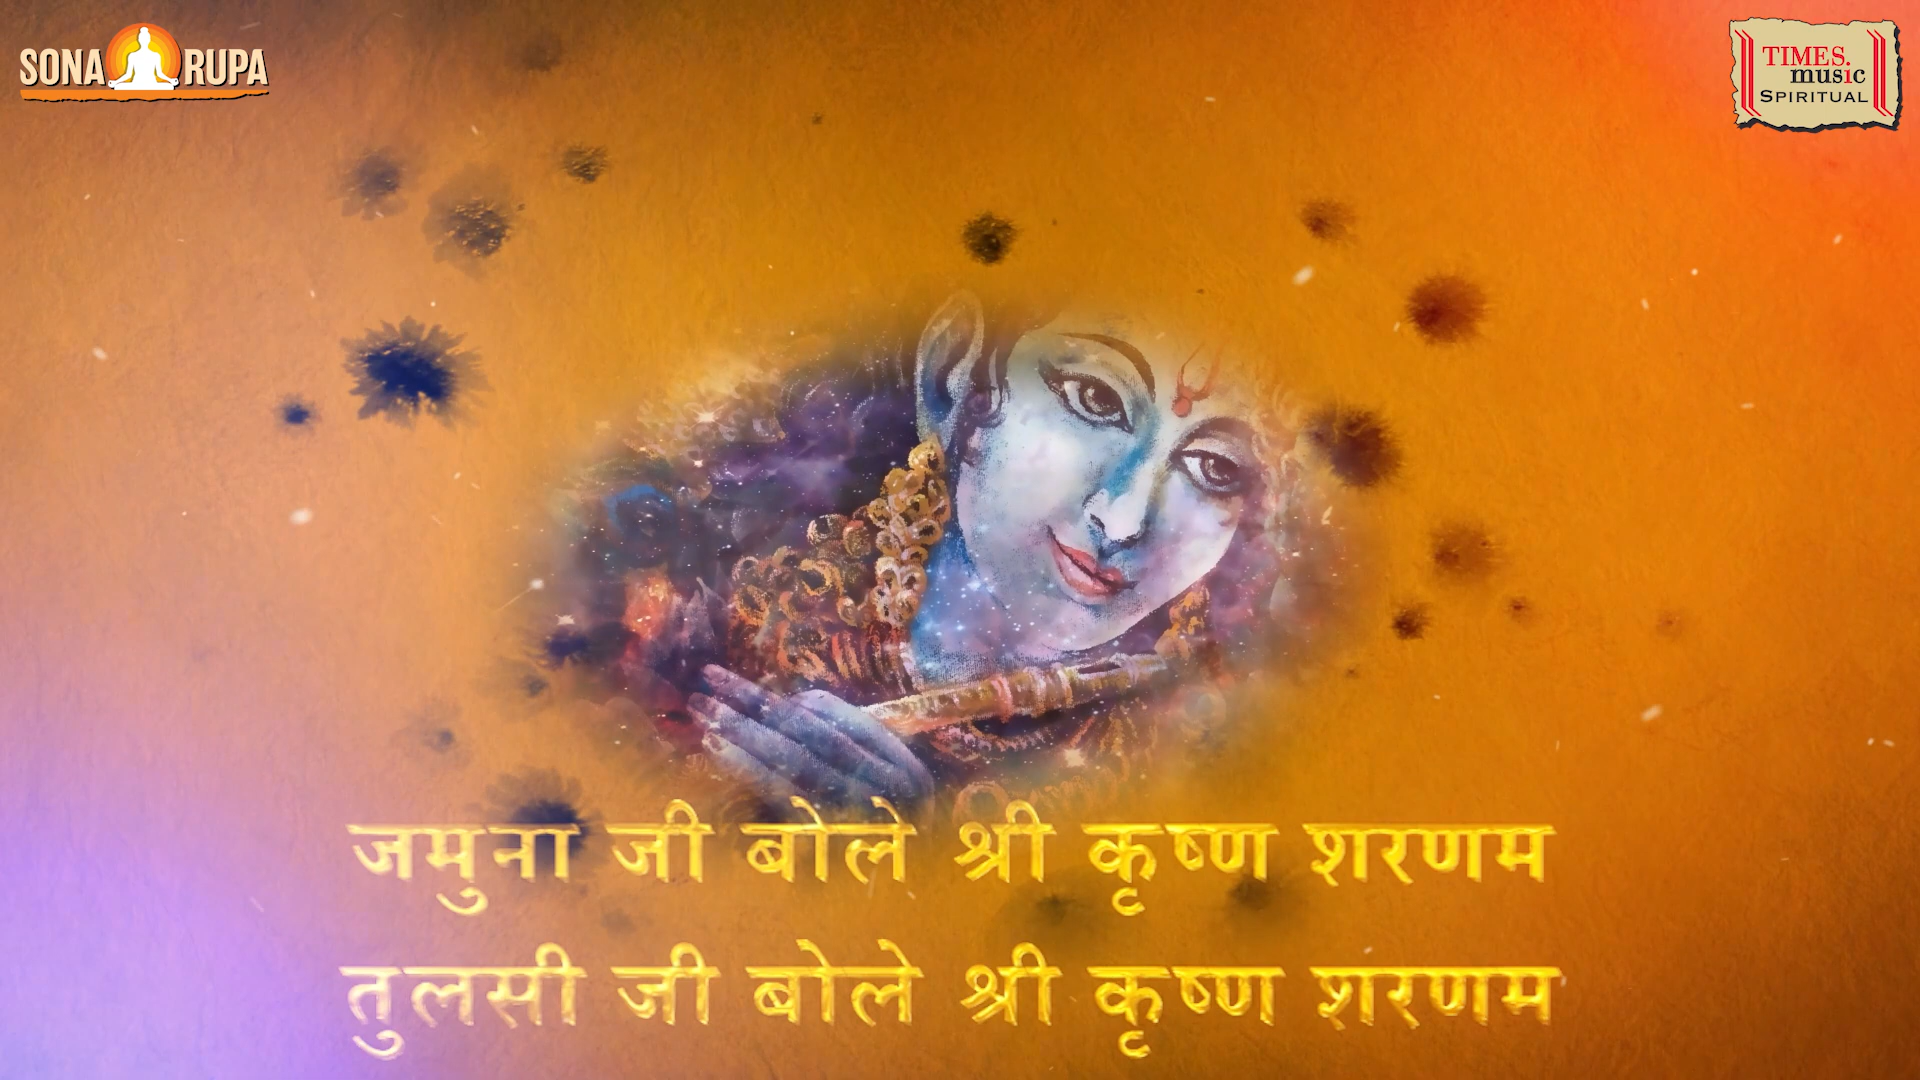 SONA RUPA
TIMES.
music
SPIRITUAL
जमुना जी बोले श्री कृष्ण शरणम
तुलसी जी बोले श्री कृष्ण शरणम